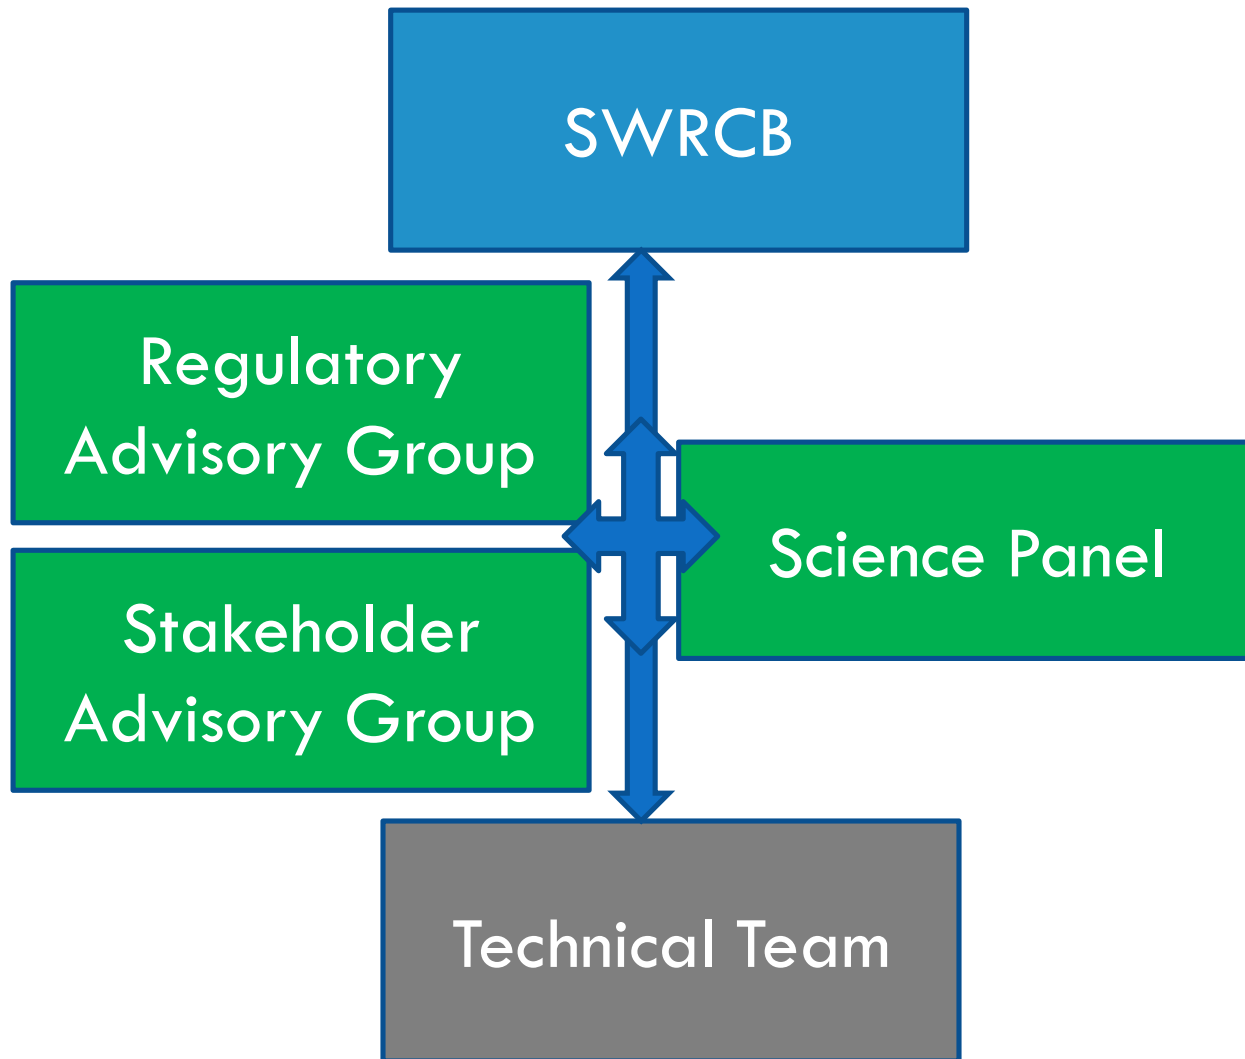 SWRCB
Regulatory
Advisory Group
Science Panel
Stakeholder
Advisory Group
Technical Team